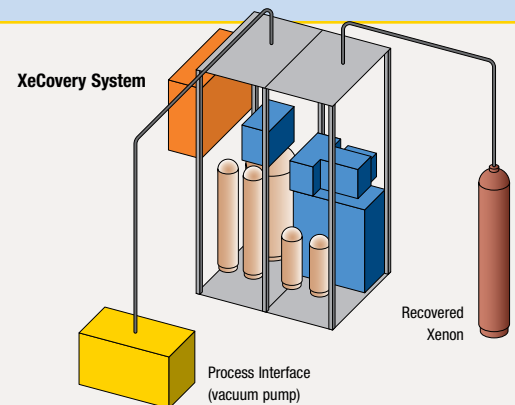 XeCovery System
Recovered
Xenon
Process Interface
(vacuum pump)